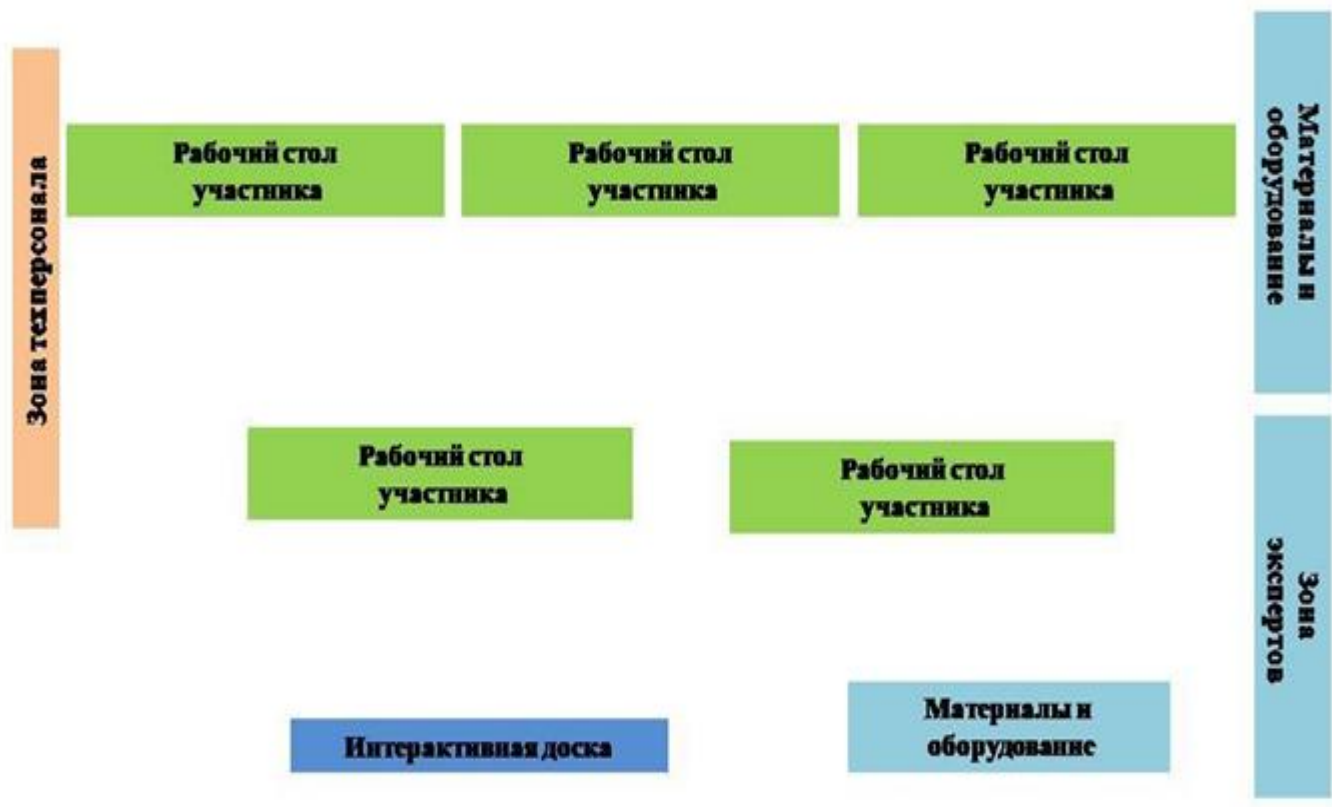 Зона техперсонала
Рабочий стол
участника
Рабочий стол
участника
Рабочий стол
участника
Материалы и
оборудование
Рабочий стол
участника
Рабочий стол
участника
Зона
экспертов
Интерактивная доска
Материалы и
оборудование